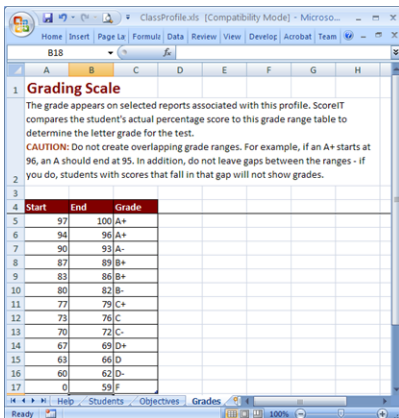 ClassProfile.xls [Compatibility Mode] - Microso...
Home Insert Page La Formula Data Review View Develop Acrobat Team
B18 fx
A B C D E F G H
1 Grading Scale
The grade appears on selected reports associated with this profile. ScoreIT
compares the student's actual percentage score to this grade range table to
determine the letter grade for the test.
CAUTION: Do not create overlapping grade ranges. For example, if an A+ starts at
96, an A should end at 95. In addition, do not leave gaps between the ranges - if
2 you do, students with scores that fall in that gap will not show grades.
3
4 Start End Grade
5 97 100 A+
6 94 96 A+
7 90 93 A-
8 87 89 B+
9 83 86 B+
10 80 82 B-
11 77 79 C+
12 73 76 C
13 70 72 C-
14 67 69 D+
15 63 66 D
16 60 62 D-
17 0 59 F
Help Students Objectives Grades
Ready 100%